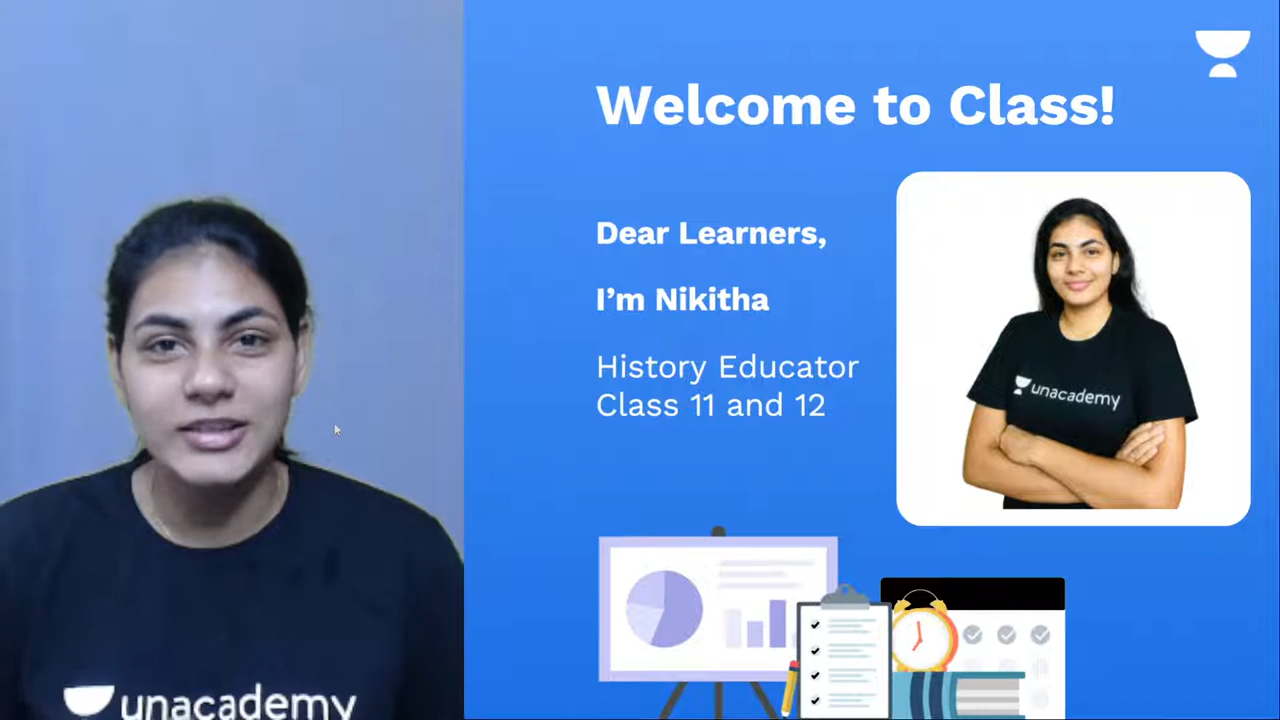 Welcome to Class!
Dear Learners,
I'm Nikitha
History Educator
Class 11 and 12
unacademy
unacademy